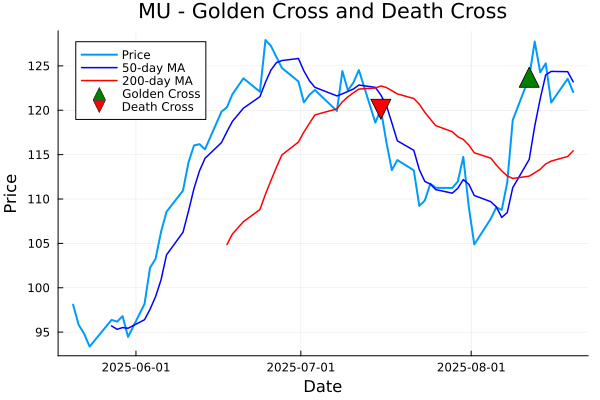 MU - Golden Cross and Death Cross
Price
50-day MA
200-day MA
Golden Cross
Death Cross
125
120
115
110
105
100
95
Price
2025-06-01
2025-07-01
2025-08-01
Date